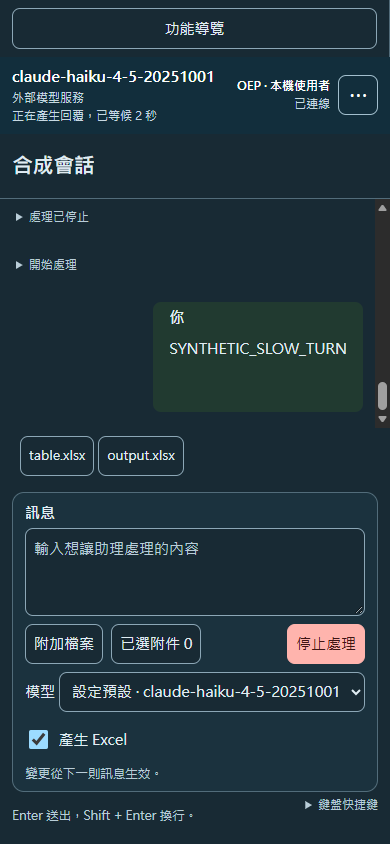 功能導覽
claude-haiku-4-5-20251001
外部模型服務
正在產生回覆，已等候 2 秒
OEP · 本機使用者
已連線
...
合成會話
▶ 處理已停止
▶ 開始處理
你
SYNTHETIC_SLOW_TURN
table.xlsx
output.xlsx
訊息
輸入想讓助理處理的內容
附加檔案
已選附件 0
停止處理
模型
設定預設 · claude-haiku-4-5-20251001
產生 Excel
變更從下一則訊息生效。
▶ 鍵盤快捷鍵
Enter 送出，Shift + Enter 換行。